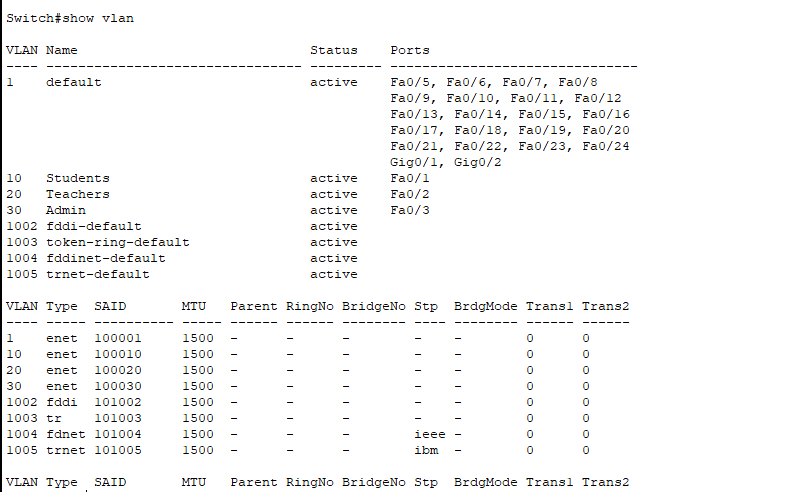 Switch#show vlan
VLAN Name                             Status    Ports
---- -------------------------------- --------- -------------------------------
1    default                          active    Fa0/5, Fa0/6, Fa0/7, Fa0/8
                                                Fa0/9, Fa0/10, Fa0/11, Fa0/12
                                                Fa0/13, Fa0/14, Fa0/15, Fa0/16
                                                Fa0/17, Fa0/18, Fa0/19, Fa0/20
                                                Fa0/21, Fa0/22, Fa0/23, Fa0/24
                                                Gig0/1, Gig0/2
10   Students                         active    Fa0/1
20   Teachers                         active    Fa0/2
30   Admin                            active    Fa0/3
1002 fddi-default                     active
1003 token-ring-default               active
1004 fddinet-default                  active
1005 trnet-default                    active
VLAN Type  SAID       MTU   Parent RingNo BridgeNo Stp  BrdgMode Trans1 Trans2
---- ----- ---------- ----- ------ ------ -------- ---- -------- ------ ------
1    enet  100001     1500  -      -      -        -    -        0      0
10   enet  100010     1500  -      -      -        -    -        0      0
20   enet  100020     1500  -      -      -        -    -        0      0
30   enet  100030     1500  -      -      -        -    -        0      0
1002 fddi  101002     1500  -      -      -        -    -        0      0
1003 tr    101003     1500  -      -      -        -    -        0      0
1004 fdnet 101004     1500  -      -      -        ieee -        0      0
1005 trnet 101005     1500  -      -      -        ibm  -        0      0
VLAN Type  SAID       MTU   Parent RingNo BridgeNo Stp  BrdgMode Trans1 Trans2